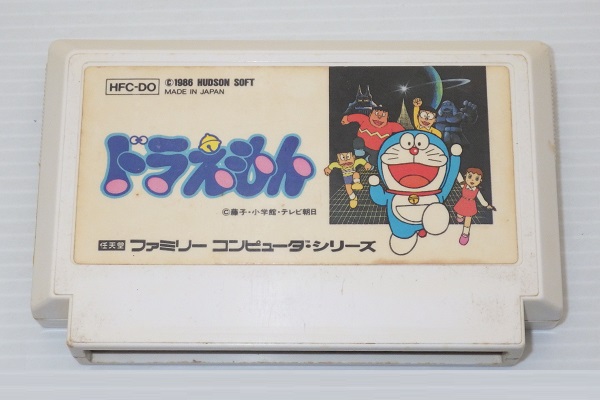 HFC-DO
©1986 HUDSON SOFT
MADE IN JAPAN
ドラえもん
©藤子・小学館・テレビ朝日
任天堂 ファミリー コンピュータ・シリーズ